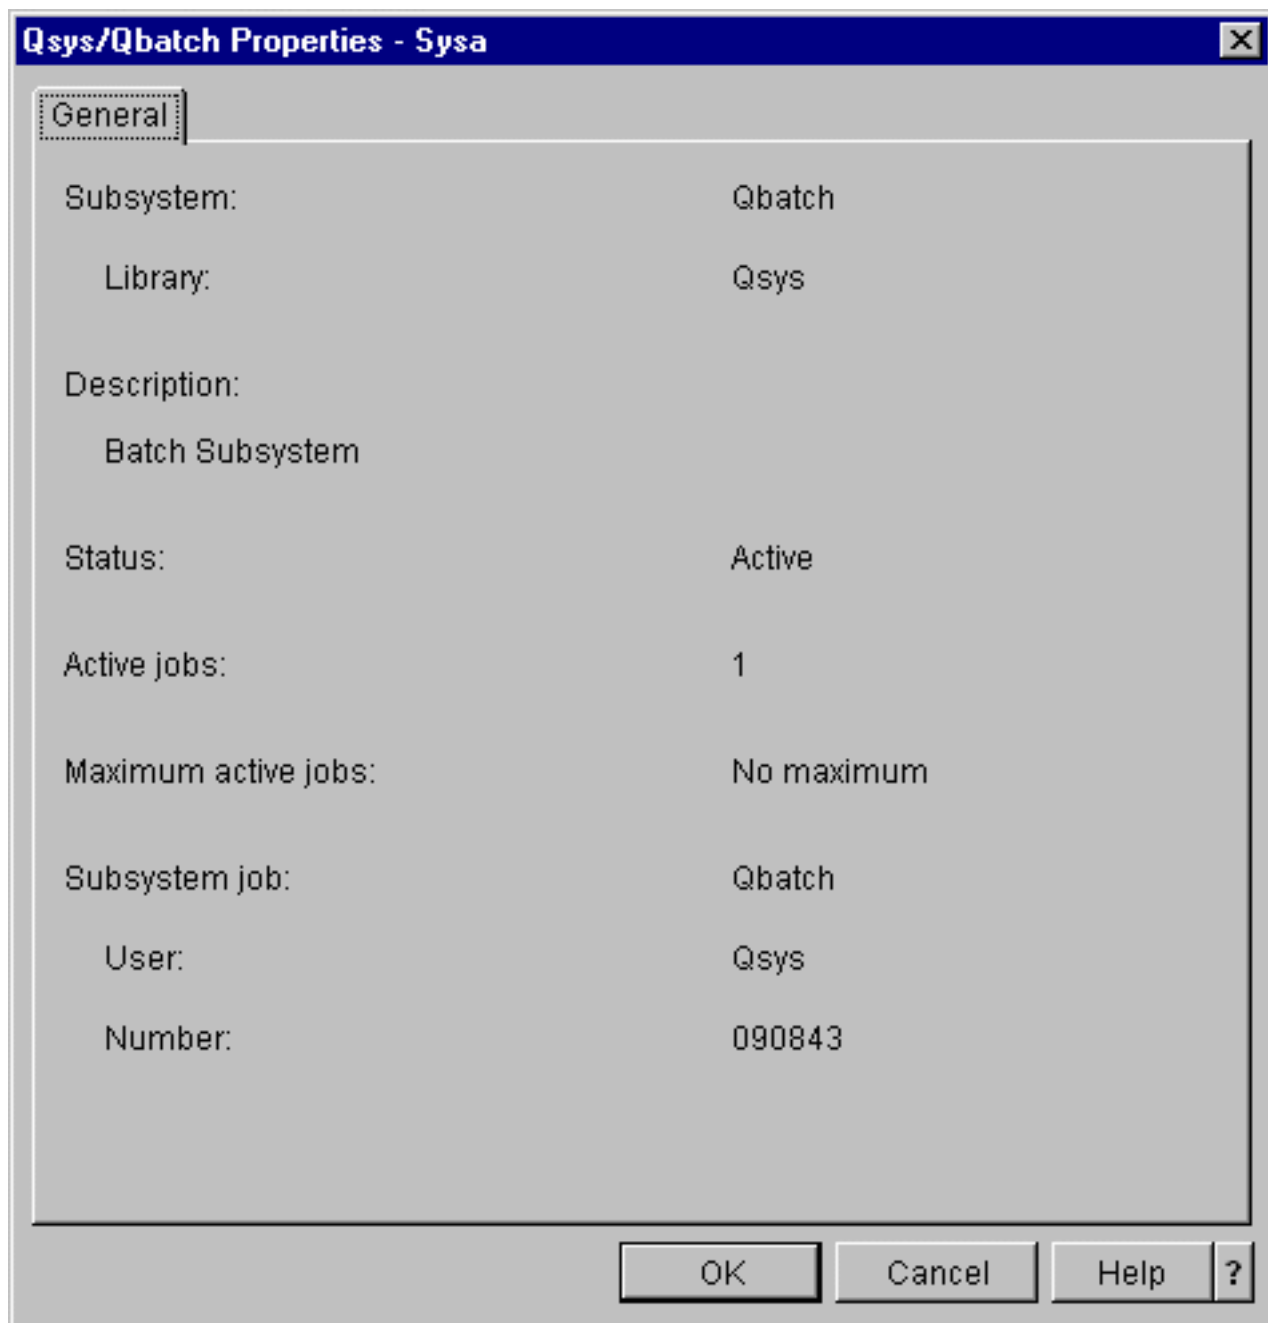 Qsys/Qbatch Properties - Sysa
General
Subsystem: Qbatch
Library: Qsys
Description:
Batch Subsystem
Status: Active
Active jobs: 1
Maximum active jobs: No maximum
Subsystem job: Qbatch
User: Qsys
Number: 090843
OK Cancel Help ?